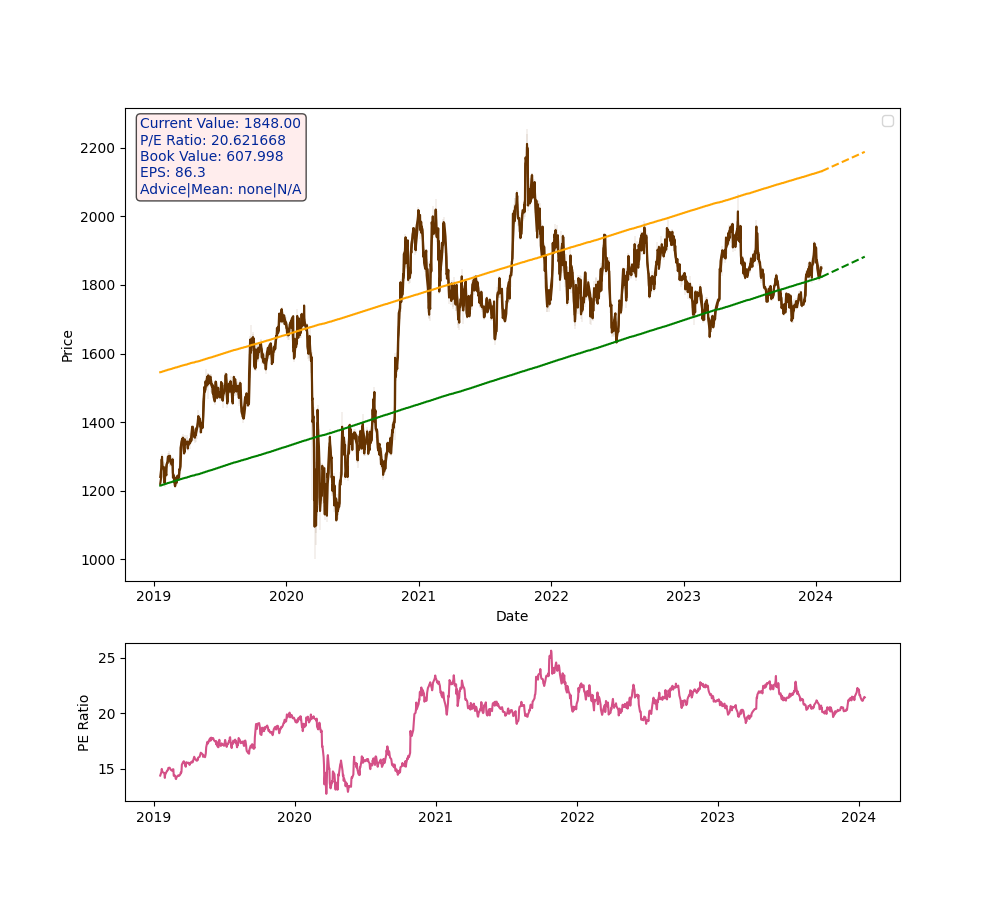 Current Value: 1848.00
P/E Ratio: 20.621668
Book Value: 607.998
EPS: 86.3
Advice|Mean: none|N/A
2200
2000
1800
1600
1400
1200
1000
Price
2019 2020 2021 2022 2023 2024
Date
25
20
15
PE Ratio
2019 2020 2021 2022 2023 2024